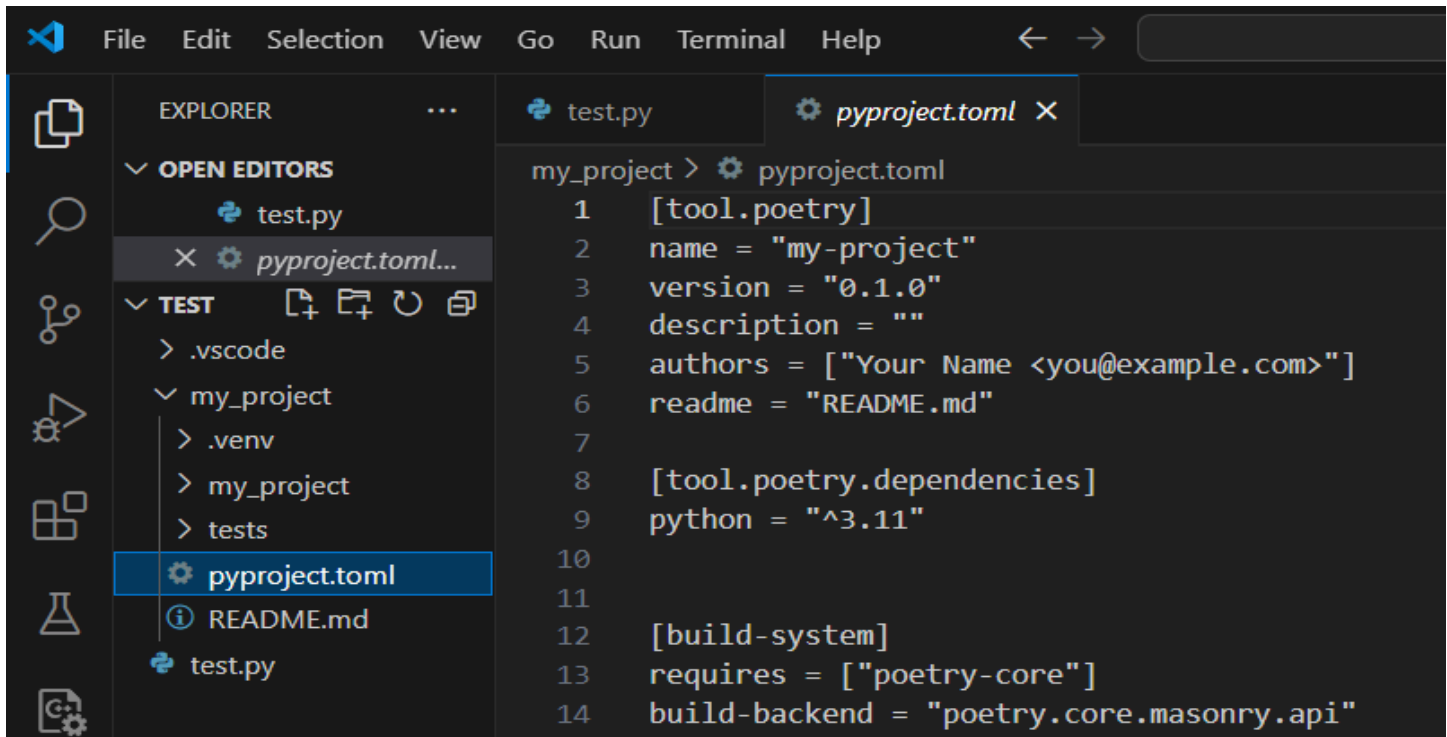 File Edit Selection View Go Run Terminal Help
EXPLORER ...
OPEN EDITORS
test.py
pyproject.toml...
TEST
.vscode
my_project
.venv
my_project
tests
pyproject.toml
README.md
test.py
test.py pyproject.toml
my_project > pyproject.toml
1 [tool.poetry]
2 name = "my-project"
3 version = "0.1.0"
4 description = ""
5 authors = ["Your Name <you@example.com>"]
6 readme = "README.md"
7
8 [tool.poetry.dependencies]
9 python = "^3.11"
10
11
12 [build-system]
13 requires = ["poetry-core"]
14 build-backend = "poetry.core.masonry.api"